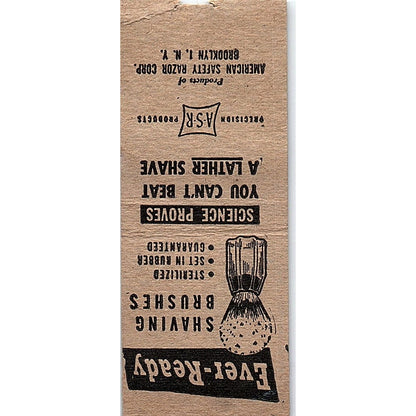 Ever-Ready
SHAVING
BRUSHES
• STERILIZED
• SET IN RUBBER
• GUARANTEED
SCIENCE PROVES
YOU CAN'T BEAT
A LATHER SHAVE
PRECISION A·S·R PRODUCTS
Products of
AMERICAN SAFETY RAZOR CORP.
BROOKLYN 1, N. Y.